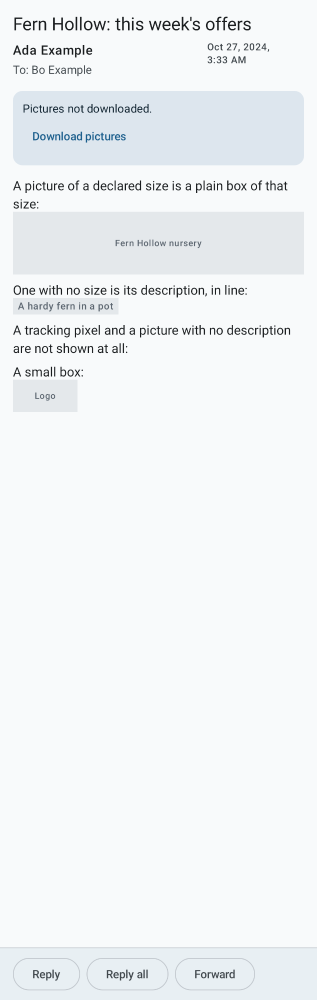 Fern Hollow: this week's offers
Ada Example
Oct 27, 2024,
3:33 AM
To: Bo Example
Pictures not downloaded.
Download pictures
A picture of a declared size is a plain box of that
size:
Fern Hollow nursery
One with no size is its description, in line:
A hardy fern in a pot
A tracking pixel and a picture with no description
are not shown at all:
A small box:
Logo
Reply
Reply all
Forward